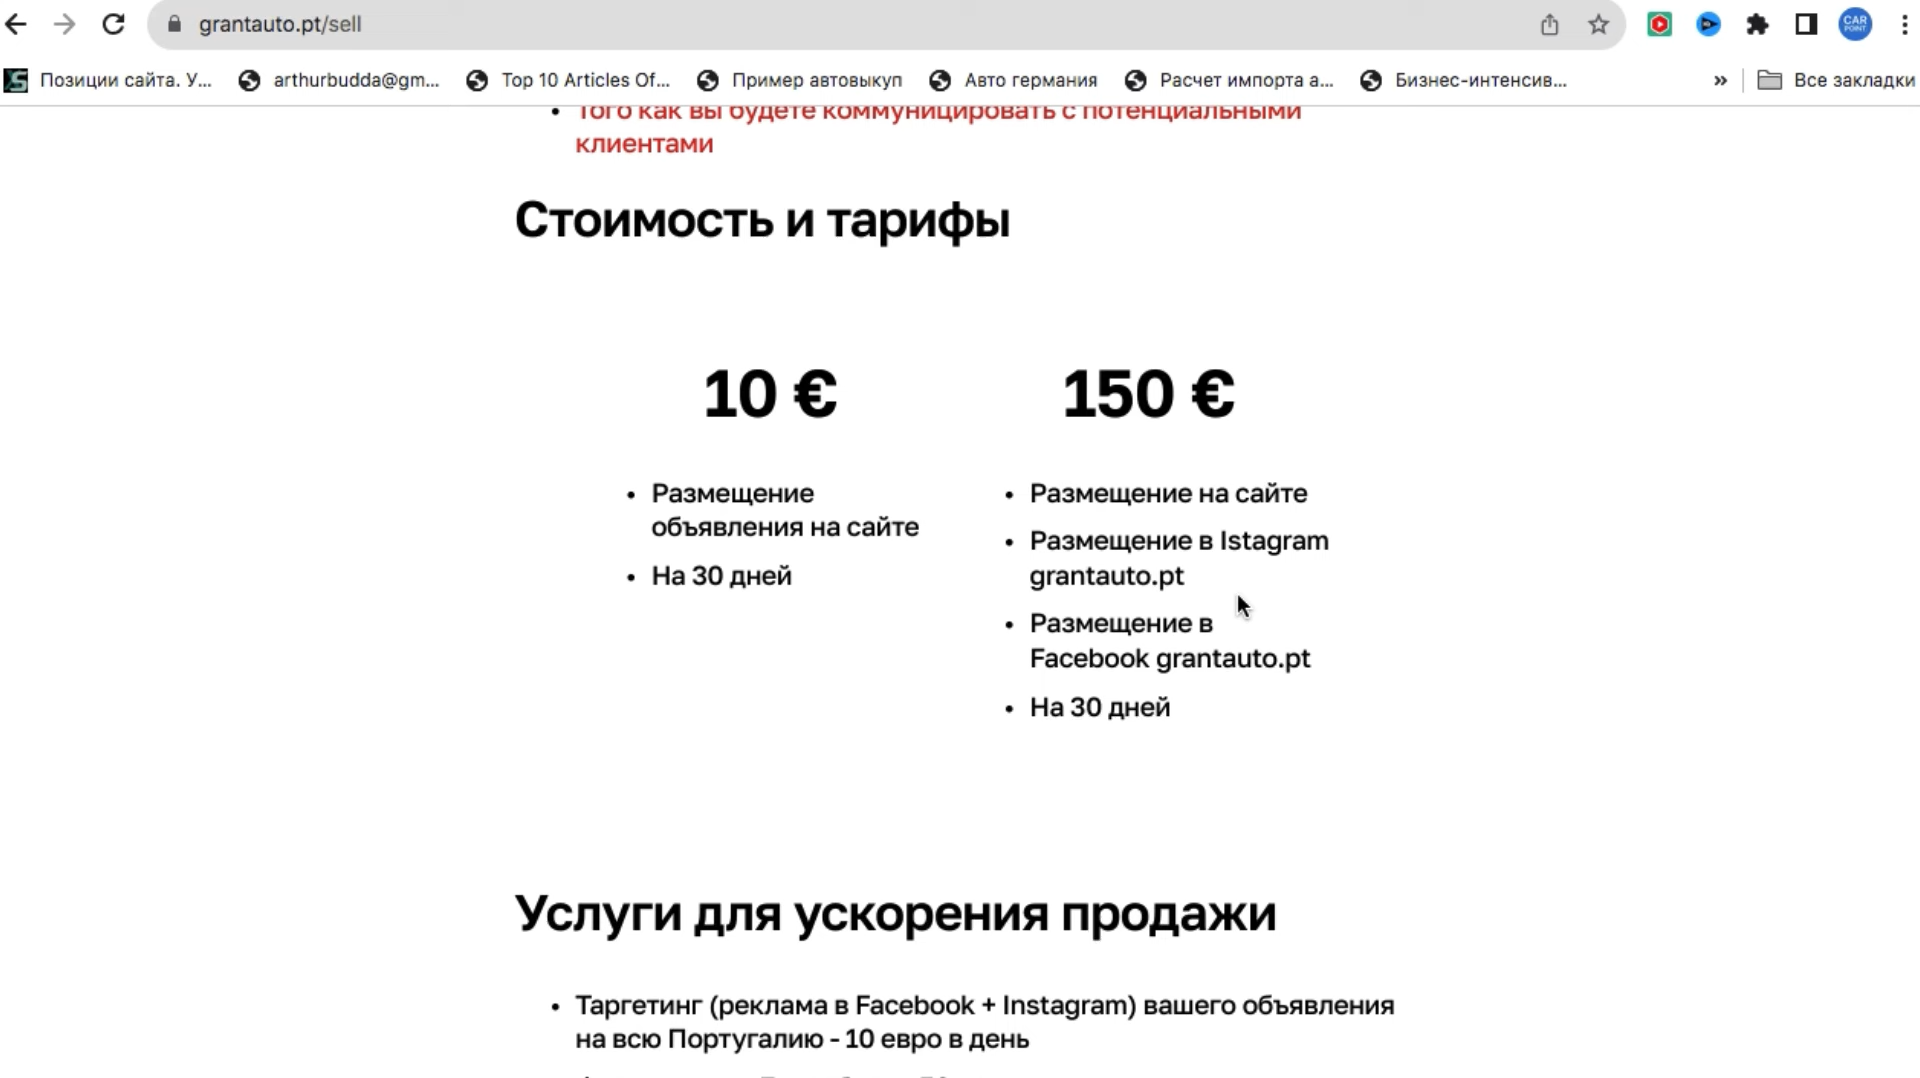 grantauto.pt/sell
CAR
POINT
Позиции сайта. У...
arthurbudda@gm...
Top 10 Articles Of...
Пример автовыкуп
Авто германия
Расчет импорта а...
Бизнес-интенсив...
»
Все закладки
Того как вы будете коммуницировать с потенциальными
клиентами
Стоимость и тарифы
10 €
150 €
• Размещение
объявления на сайте
• На 30 дней
• Размещение на сайте
• Размещение в Istagram
grantauto.pt
• Размещение в
Facebook grantauto.pt
• На 30 дней
Услуги для ускорения продажи
• Таргетинг (реклама в Facebook + Instagram) вашего объявления
на всю Португалию - 10 евро в день